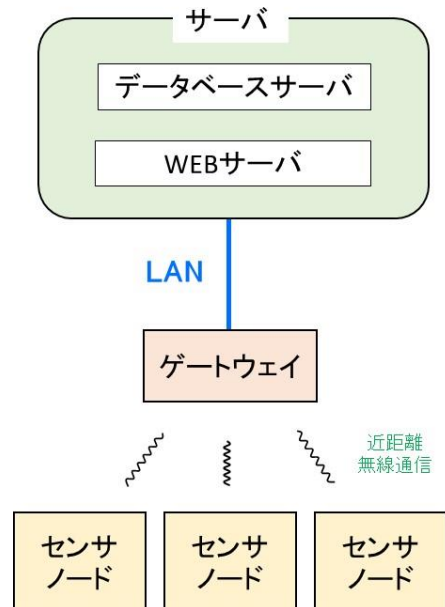 サーバ
データベースサーバ
WEBサーバ
LAN
ゲートウェイ
近距離
無線通信
センサ
ノード
センサ
ノード
センサ
ノード